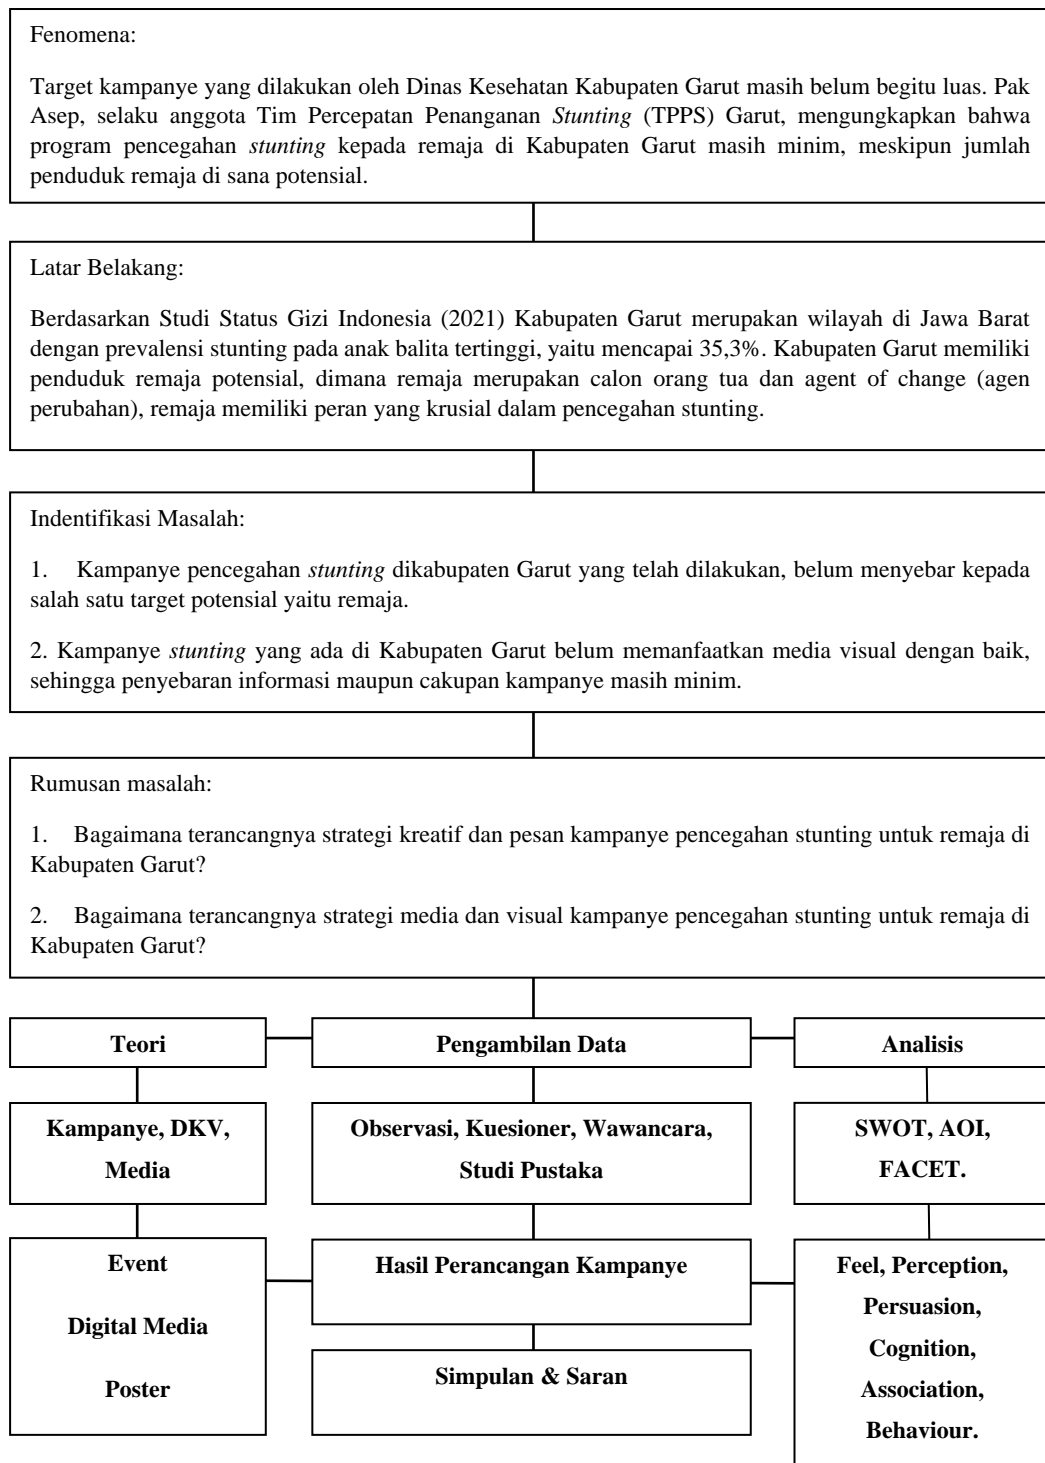 Fenomena:
Target kampanye yang dilakukan oleh Dinas Kesehatan Kabupaten Garut masih belum begitu luas. Pak
Asep, selaku anggota Tim Percepatan Penanganan Stunting (TPPS) Garut, mengungkapkan bahwa
program pencegahan stunting kepada remaja di Kabupaten Garut masih minim, meskipun jumlah
penduduk remaja di sana potensial.
Latar Belakang:
Berdasarkan Studi Status Gizi Indonesia (2021) Kabupaten Garut merupakan wilayah di Jawa Barat
dengan prevalensi stunting pada anak balita tertinggi, yaitu mencapai 35,3%. Kabupaten Garut memiliki
penduduk remaja potensial, dimana remaja merupakan calon orang tua dan agent of change (agen
perubahan), remaja memiliki peran yang krusial dalam pencegahan stunting.
Indentifikasi Masalah:
1. Kampanye pencegahan stunting dikabupaten Garut yang telah dilakukan, belum menyebar kepada
salah satu target potensial yaitu remaja.
2. Kampanye stunting yang ada di Kabupaten Garut belum memanfaatkan media visual dengan baik,
sehingga penyebaran informasi maupun cakupan kampanye masih minim.
Rumusan masalah:
1. Bagaimana terancangnya strategi kreatif dan pesan kampanye pencegahan stunting untuk remaja di
Kabupaten Garut?
2. Bagaimana terancangnya strategi media dan visual kampanye pencegahan stunting untuk remaja di
Kabupaten Garut?
Teori
Pengambilan Data
Analisis
Kampanye, DKV,
Media
Observasi, Kuesioner, Wawancara,
Studi Pustaka
SWOT, AOI,
FACET.
Event
Digital Media
Poster
Hasil Perancangan Kampanye
Simpulan & Saran
Feel, Perception,
Persuasion,
Cognition,
Association,
Behaviour.